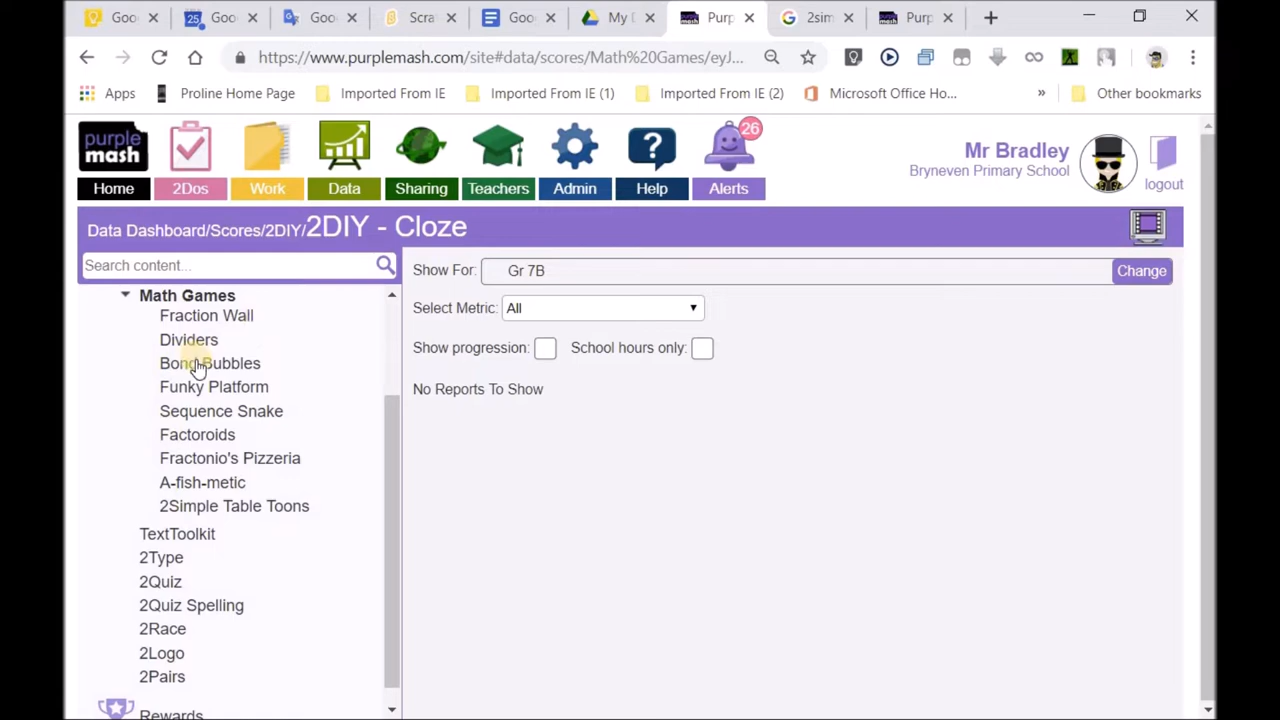 Goo
25
Goo
Goo
Scra
Goo
My D
Purp
2sim
Purp
https://www.purplemash.com/site#data/scores/Math%20Games/eyJ...
Apps
Proline Home Page
Imported From IE
Imported From IE (1)
Imported From IE (2)
Microsoft Office Ho...
»
Other bookmarks
purple
mash
26
Home
2Dos
Work
Data
Sharing
Teachers
Admin
Help
Alerts
Mr Bradley
Bryneven Primary School
logout
Data Dashboard/Scores/2DIY/2DIY - Cloze
Search content...
Show For:
Gr 7B
Change
Select Metric:
All
Show progression:
School hours only:
No Reports To Show
Math Games
Fraction Wall
Dividers
Bond Bubbles
Funky Platform
Sequence Snake
Factoroids
Fractonio's Pizzeria
A-fish-metic
2Simple Table Toons
TextToolkit
2Type
2Quiz
2Quiz Spelling
2Race
2Logo
2Pairs
Rewards